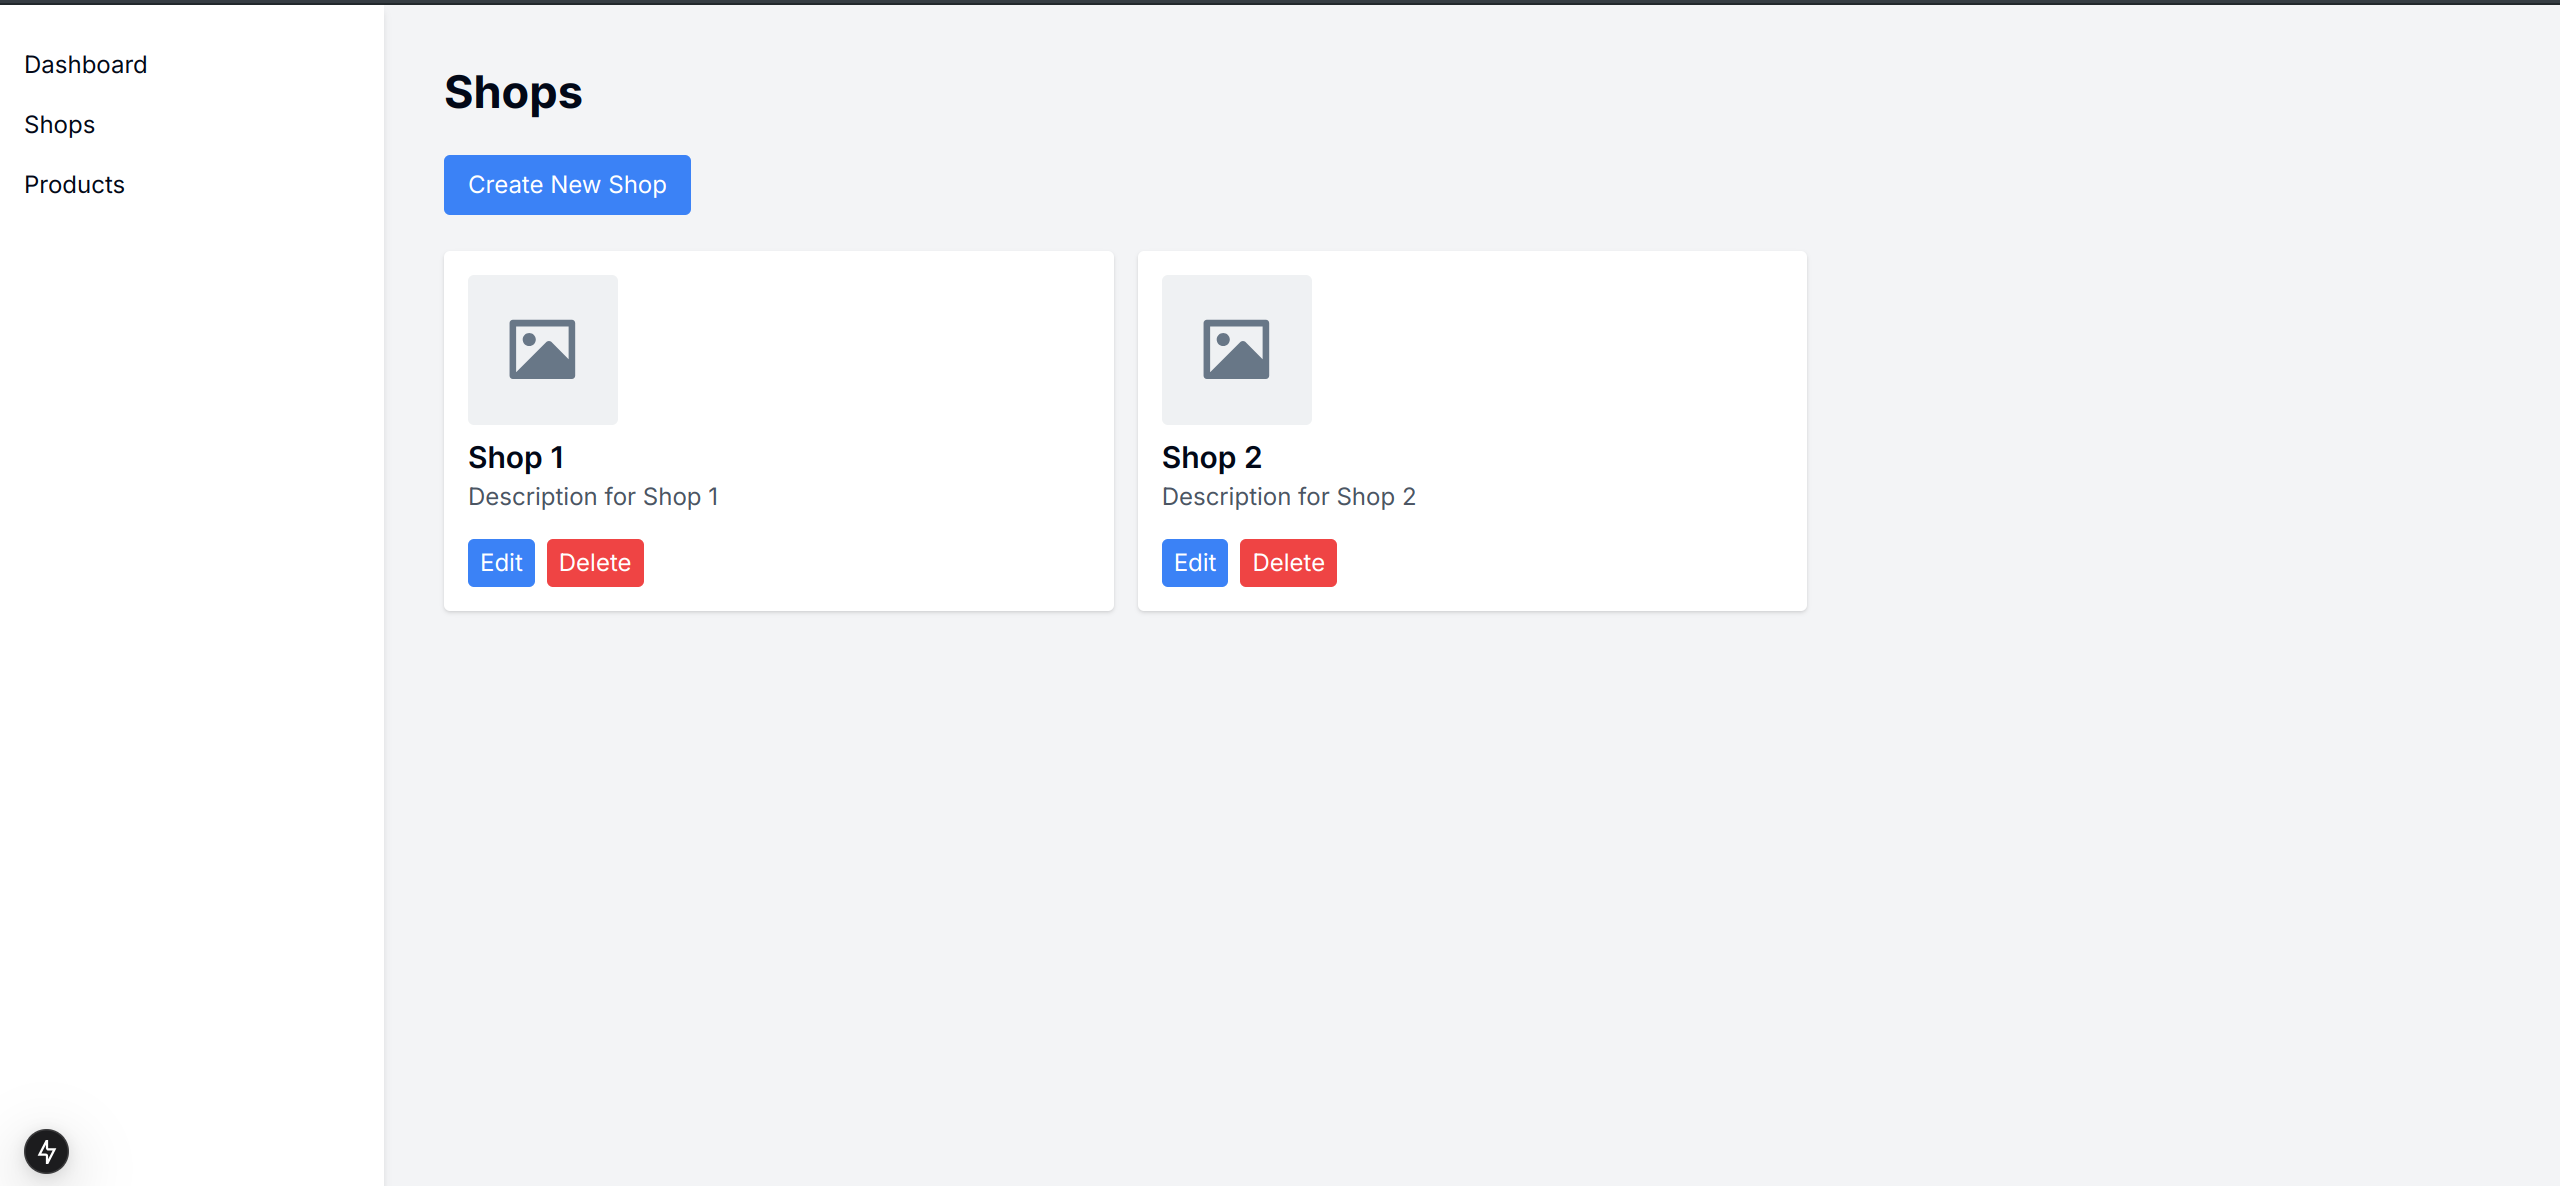 Dashboard
Shops
Products
Shops
Create New Shop
Shop 1
Description for Shop 1
Edit Delete
Shop 2
Description for Shop 2
Edit Delete